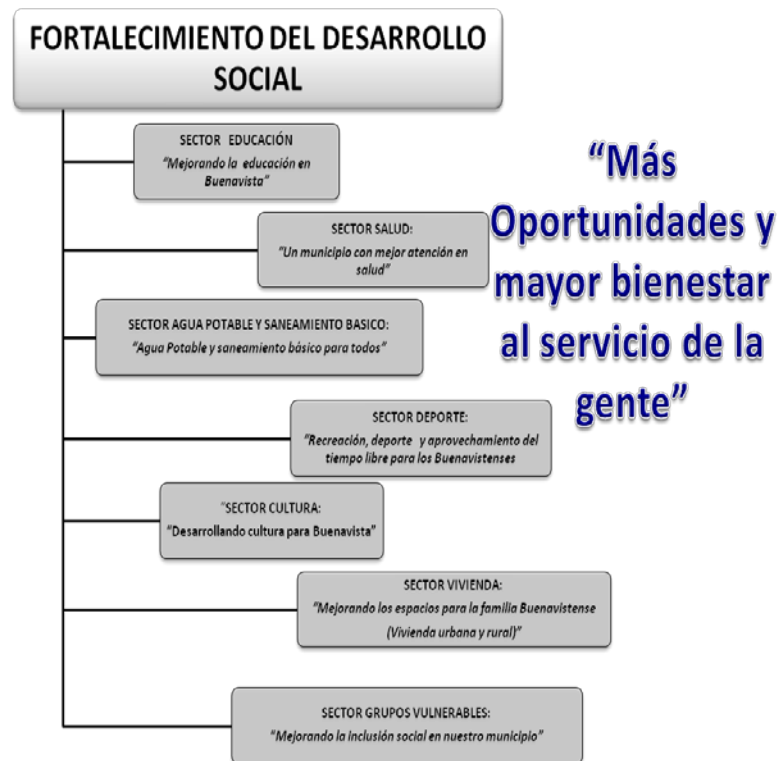 FORTALECIMIENTO DEL DESARROLLO
SOCIAL
SECTOR EDUCACIÓN
"Mejorando la educación en
Buenavista"
SECTOR SALUD:
"Un municipio con mejor atención en
salud"
SECTOR AGUA POTABLE Y SANEAMIENTO BASICO:
"Agua Potable y saneamiento básico para todos"
SECTOR DEPORTE:
"Recreación, deporte y aprovechamiento del
tiempo libre para los Buenavistenses
"SECTOR CULTURA:
"Desarrollando cultura para Buenavista"
SECTOR VIVIENDA:
"Mejorando los espacios para la familia Buenavistense
(Vivienda urbana y rural)"
SECTOR GRUPOS VULNERABLES:
"Mejorando la inclusión social en nuestro municipio"
“Más
Oportunidades y
mayor bienestar
al servicio de la
gente”